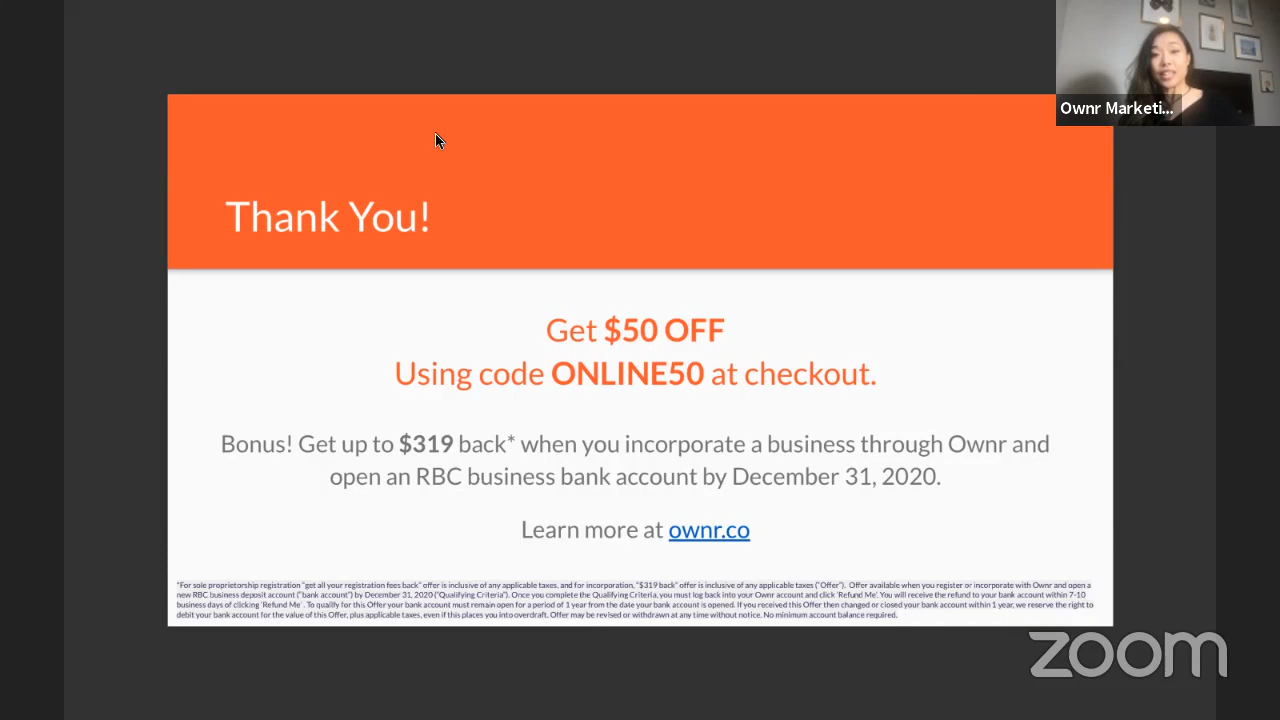 Ownr Marketi...
Thank You!
Get $50 OFF
Using code ONLINE50 at checkout.
Bonus! Get up to $319 back* when you incorporate a business through Ownr and
open an RBC business bank account by December 31, 2020.
Learn more at ownr.co
*For sole proprietorship registration "get all your registration fees back" offer is inclusive of any applicable taxes, and for incorporation, "$319 back" offer is inclusive of any applicable taxes ("Offer"). Offer available when you register or incorporate with Ownr and open a
new RBC business deposit account ("bank account") by December 31, 2020 ("Qualifying Criteria"). Once you complete the Qualifying Criteria, you must log back into your Ownr account and click 'Refund Me'. You will receive the refund to your bank account within 7-10
business days of clicking 'Refund Me'. To qualify for this Offer your bank account must remain open for a period of 1 year from the date your bank account is opened. If you received this Offer then changed or closed your bank account within 1 year, we reserve the right to
debit your bank account for the value of this Offer, plus applicable taxes, even if this places you into overdraft. Offer may be revised or withdrawn at any time without notice. No minimum account balance required.
zoom